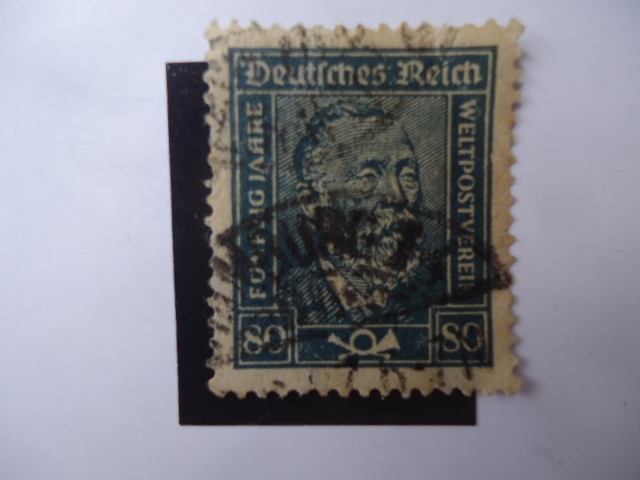 Deutsches Reich
FÜNFZIG JAHRE
WELTPOSTVEREIN
80
80